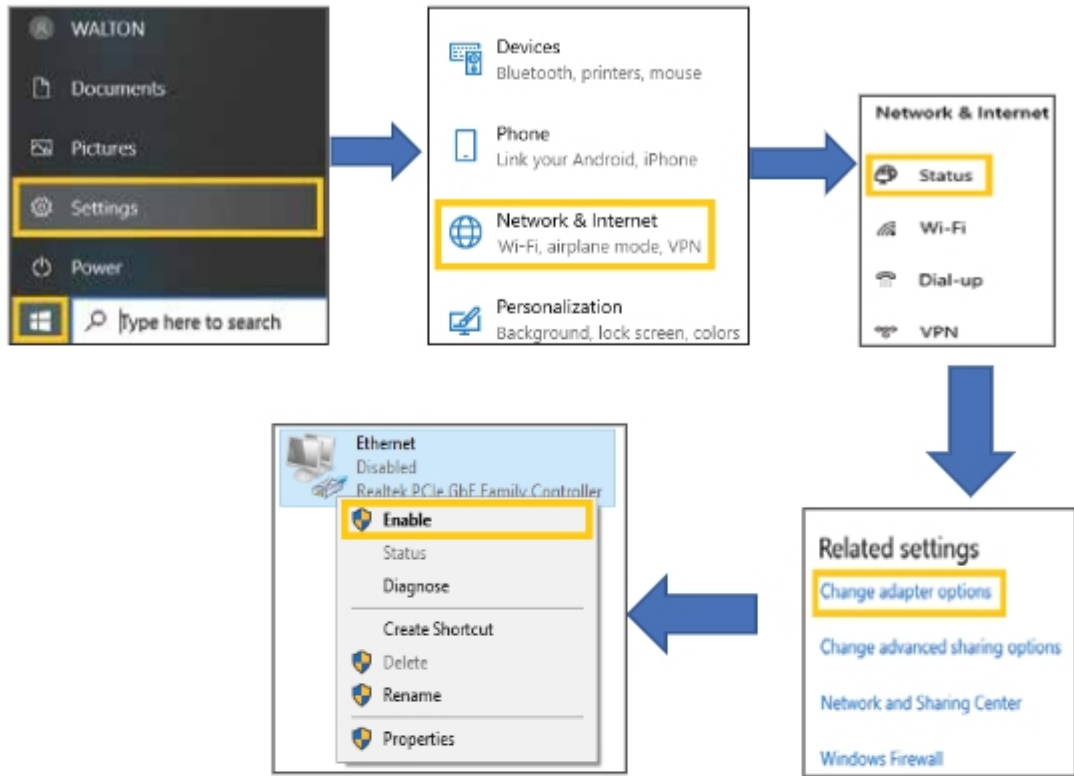 WALTON
Documents
Pictures
Settings
Power
Type here to search
Devices
Bluetooth, printers, mouse
Phone
Link your Android, iPhone
Network & Internet
Wi-Fi, airplane mode, VPN
Personalization
Background, lock screen, colors
Network & Internet
Status
Wi-Fi
Dial-up
VPN
Related settings
Change adapter options
Change advanced sharing options
Network and Sharing Center
Windows Firewall
Ethernet
Disabled
Realtek PCIe GbE Family Controller
Enable
Status
Diagnose
Create Shortcut
Delete
Rename
Properties